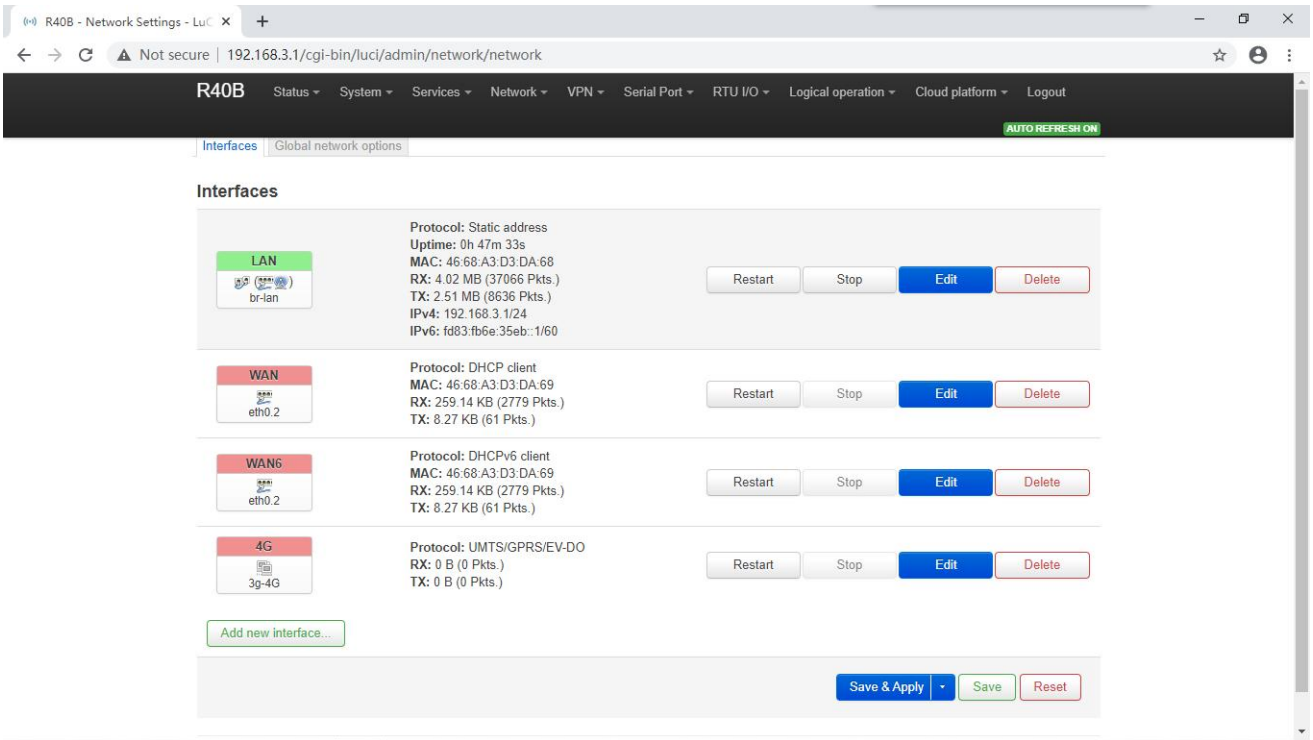 R40B - Network Settings - LuC
Not secure | 192.168.3.1/cgi-bin/luci/admin/network/network
R40B Status System Services Network VPN Serial Port RTU I/O Logical operation Cloud platform Logout
AUTO REFRESH ON
Interfaces Global network options
Interfaces
LAN
br-lan
Protocol: Static address
Uptime: 0h 47m 33s
MAC: 46:68:A3:D3:DA:68
RX: 4.02 MB (37066 Pkts.)
TX: 2.51 MB (8636 Pkts.)
IPv4: 192.168.3.1/24
IPv6: fd83:fb6e:35eb::1/60
Restart Stop Edit Delete
WAN
eth0.2
Protocol: DHCP client
MAC: 46:68:A3:D3:DA:69
RX: 259.14 KB (2779 Pkts.)
TX: 8.27 KB (61 Pkts.)
Restart Stop Edit Delete
WAN6
eth0.2
Protocol: DHCPv6 client
MAC: 46:68:A3:D3:DA:69
RX: 259.14 KB (2779 Pkts.)
TX: 8.27 KB (61 Pkts.)
Restart Stop Edit Delete
4G
3g-4G
Protocol: UMTS/GPRS/EV-DO
RX: 0 B (0 Pkts.)
TX: 0 B (0 Pkts.)
Restart Stop Edit Delete
Add new interface...
Save & Apply Save Reset